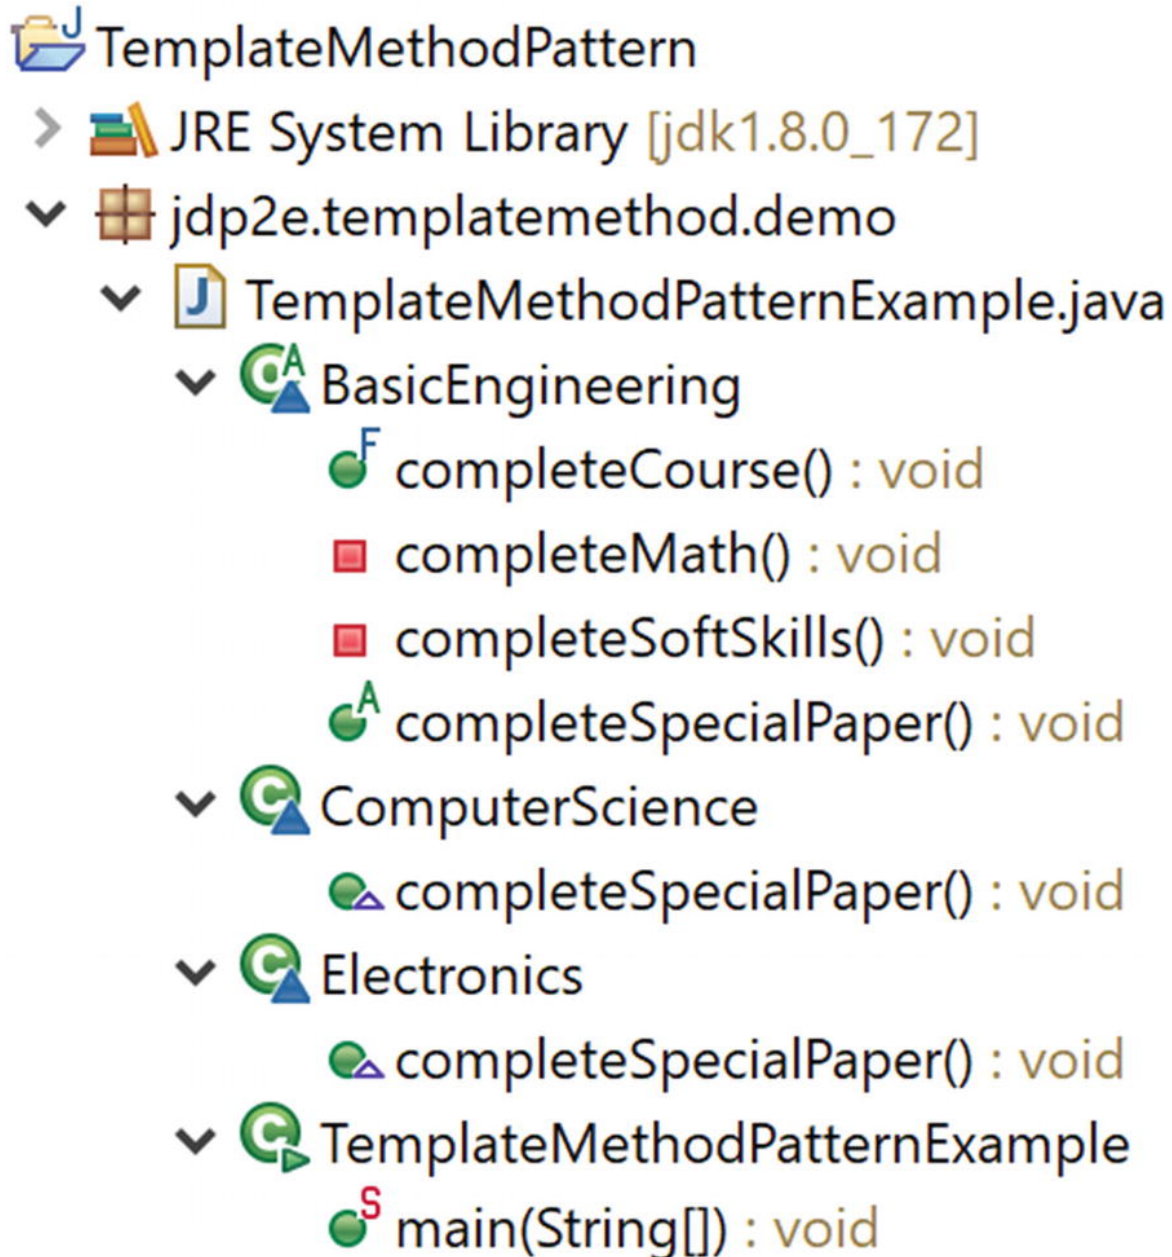 TemplateMethodPattern
JRE System Library [jdk1.8.0_172]
jdp2e.templatemethod.demo
TemplateMethodPatternExample.java
BasicEngineering
completeCourse() : void
completeMath() : void
completeSoftSkills() : void
completeSpecialPaper() : void
ComputerScience
completeSpecialPaper() : void
Electronics
completeSpecialPaper() : void
TemplateMethodPatternExample
main(String[]) : void